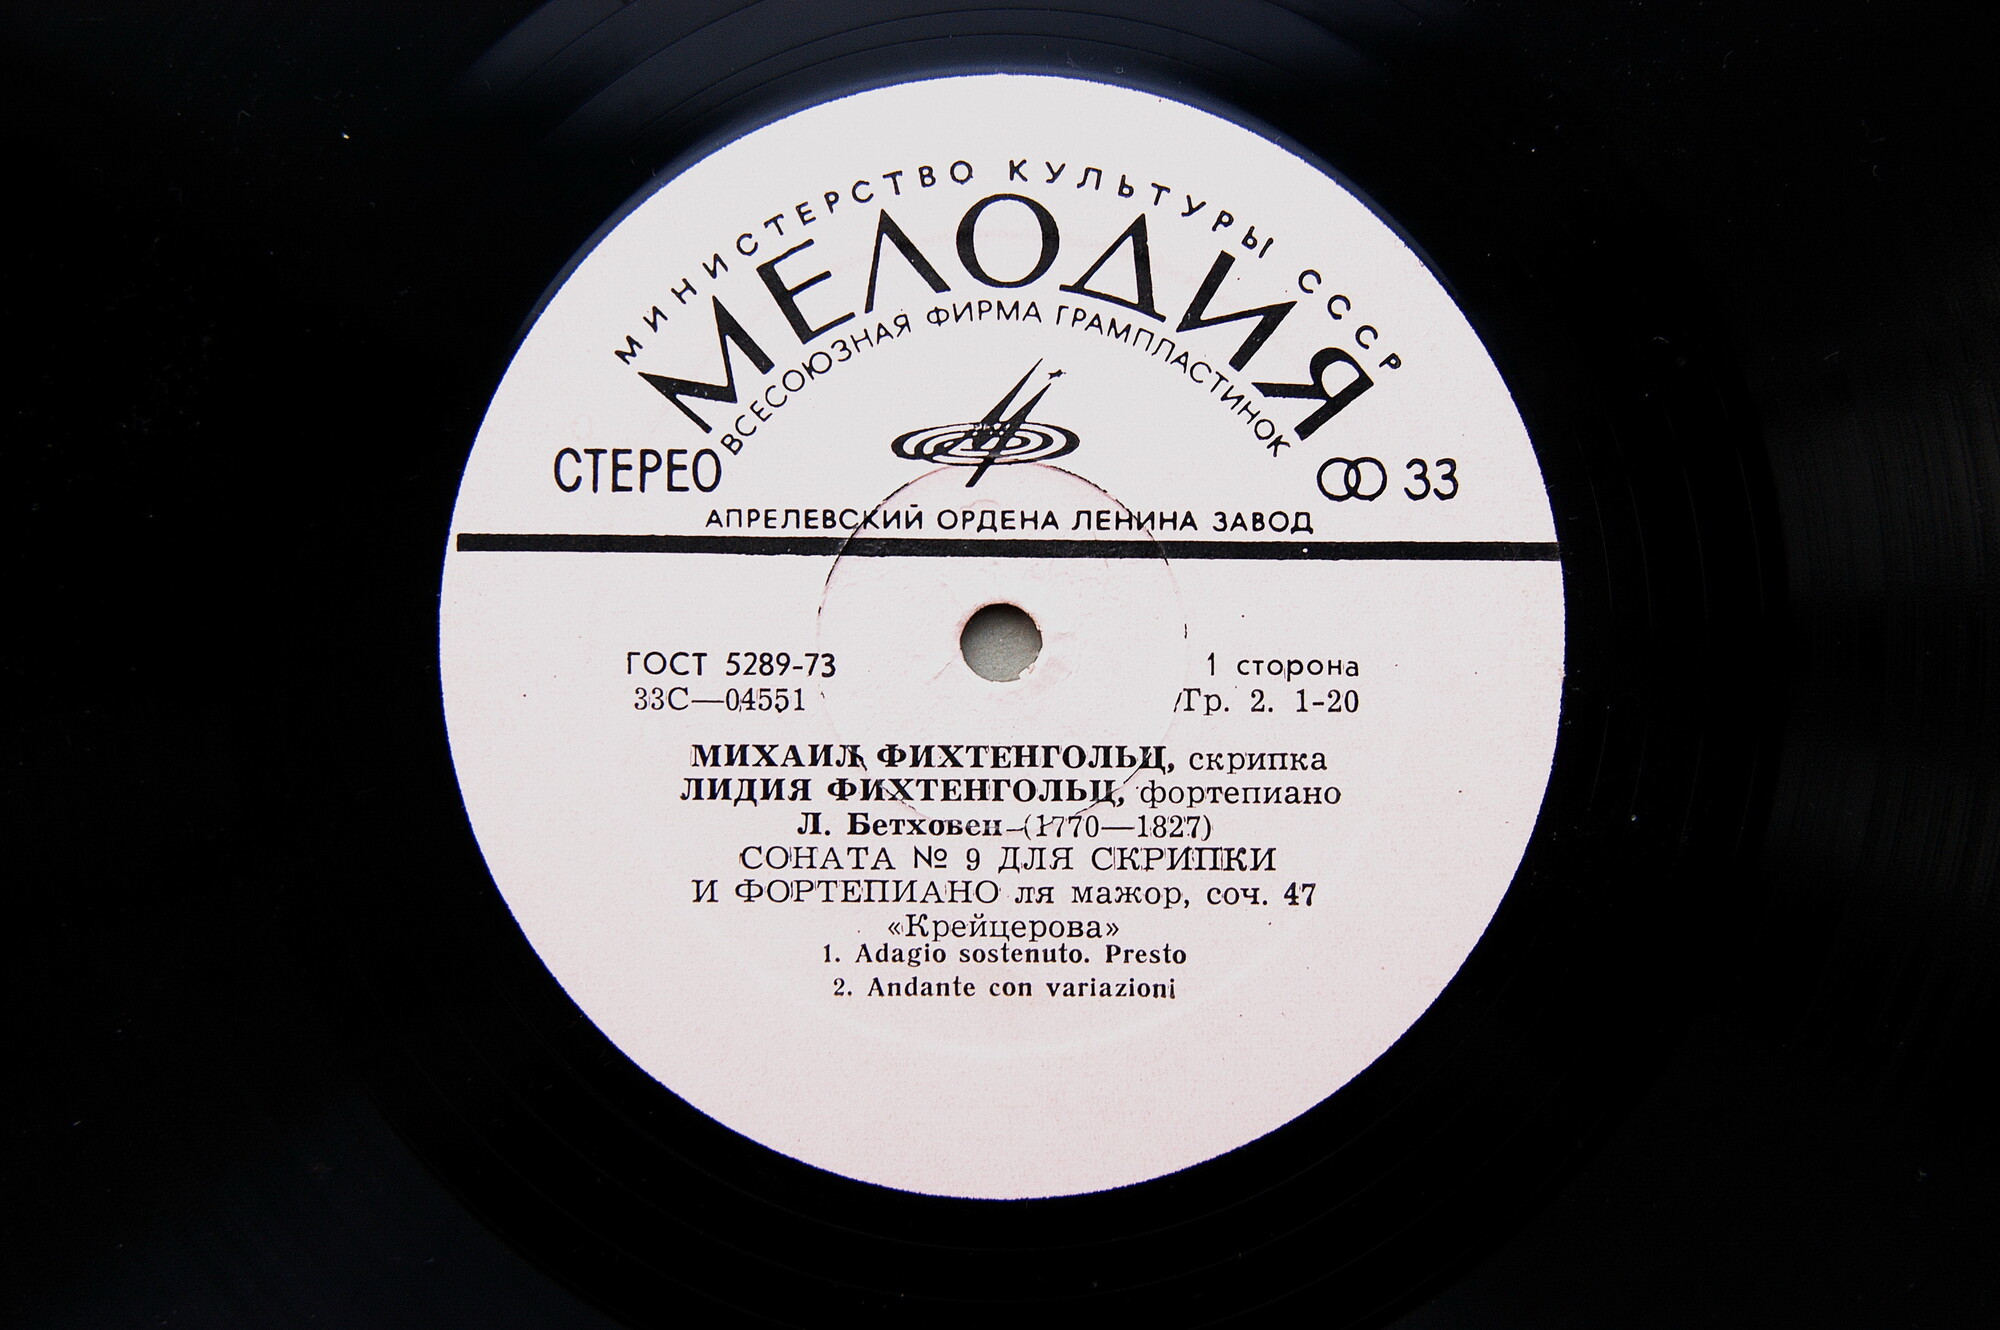 МИНИСТЕРСТВО КУЛЬТУРЫ СССР
МЕЛОДИЯ
ВСЕСОЮЗНАЯ ФИРМА ГРАМПЛАСТИНОК
СТЕРЕО
33
АПРЕЛЕВСКИЙ ОРДЕНА ЛЕНИНА ЗАВОД
ГОСТ 5289-73
1 сторона
33С—04551
Гр. 2. 1-20
МИХАИЛ ФИХТЕНГОЛЬЦ, скрипка
ЛИДИЯ ФИХТЕНГОЛЬЦ, фортепиано
Л. Бетховен (1770—1827)
СОНАТА № 9 ДЛЯ СКРИПКИ
И ФОРТЕПИАНО ля мажор, соч. 47
«Крейцерова»
1. Adagio sostenuto. Presto
2. Andante con variazioni